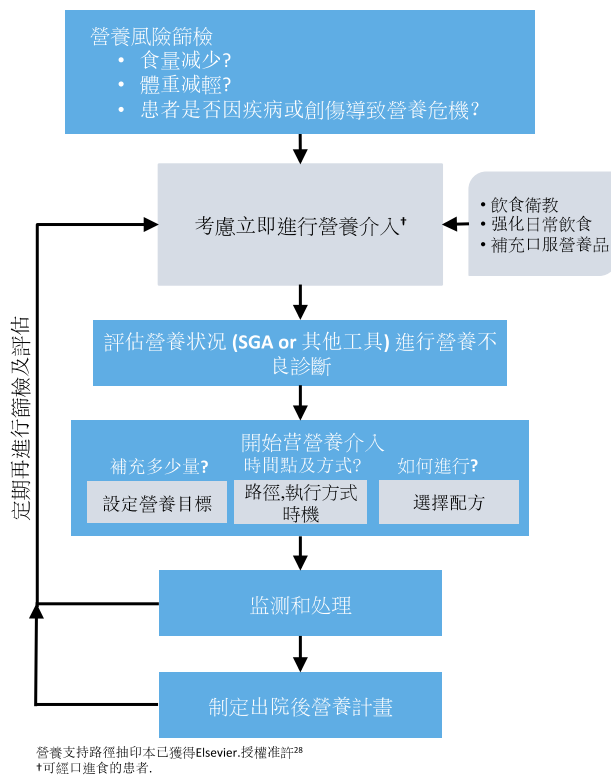 營養風險篩檢
• 食量减少?
• 體重减輕?
• 患者是否因疾病或創傷導致營養危機?
考慮立即進行營養介入†
• 飲食衛教
• 强化日常飲食
• 補充口服營養品
定期再進行篩檢及評估
評估營養状况 (SGA or 其他工具) 進行營養不
良診斷
開始营營養介入
補充多少量?
時間點及方式?
如何進行?
設定營養目標
路徑,執行方式
時機
選擇配方
监测和处理
制定出院後營養計畫
營養支持路徑抽印本已獲得Elsevier.授權准許28
†可經口進食的患者.